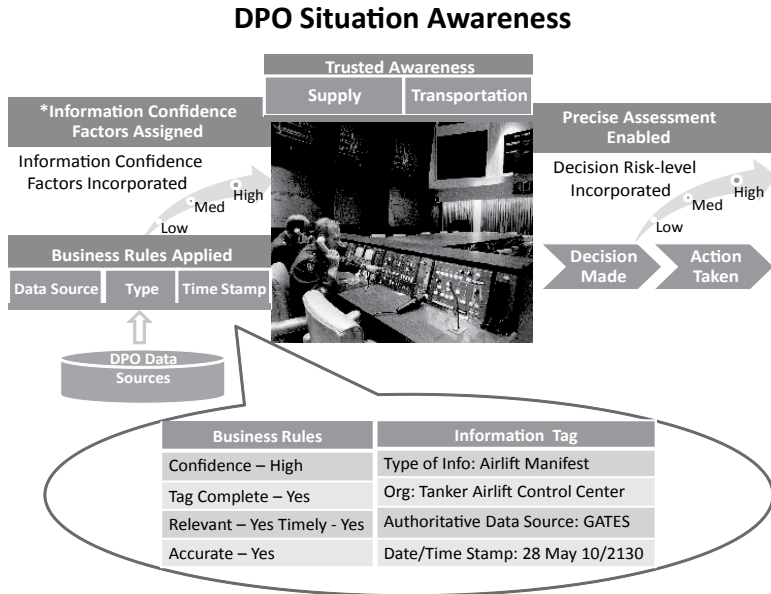 DPO Situation Awareness
Trusted Awareness
Supply
Transportation
*Information Confidence
Factors Assigned
Information Confidence
Factors Incorporated
Low
Med
High
Business Rules Applied
Data Source
Type
Time Stamp
DPO Data
Sources
Precise Assessment
Enabled
Decision Risk-level
Incorporated
Low
Med
High
Decision
Made
Action
Taken
Business Rules
Information Tag
Confidence – High
Type of Info: Airlift Manifest
Tag Complete – Yes
Org: Tanker Airlift Control Center
Relevant – Yes Timely - Yes
Authoritative Data Source: GATES
Accurate – Yes
Date/Time Stamp: 28 May 10/2130